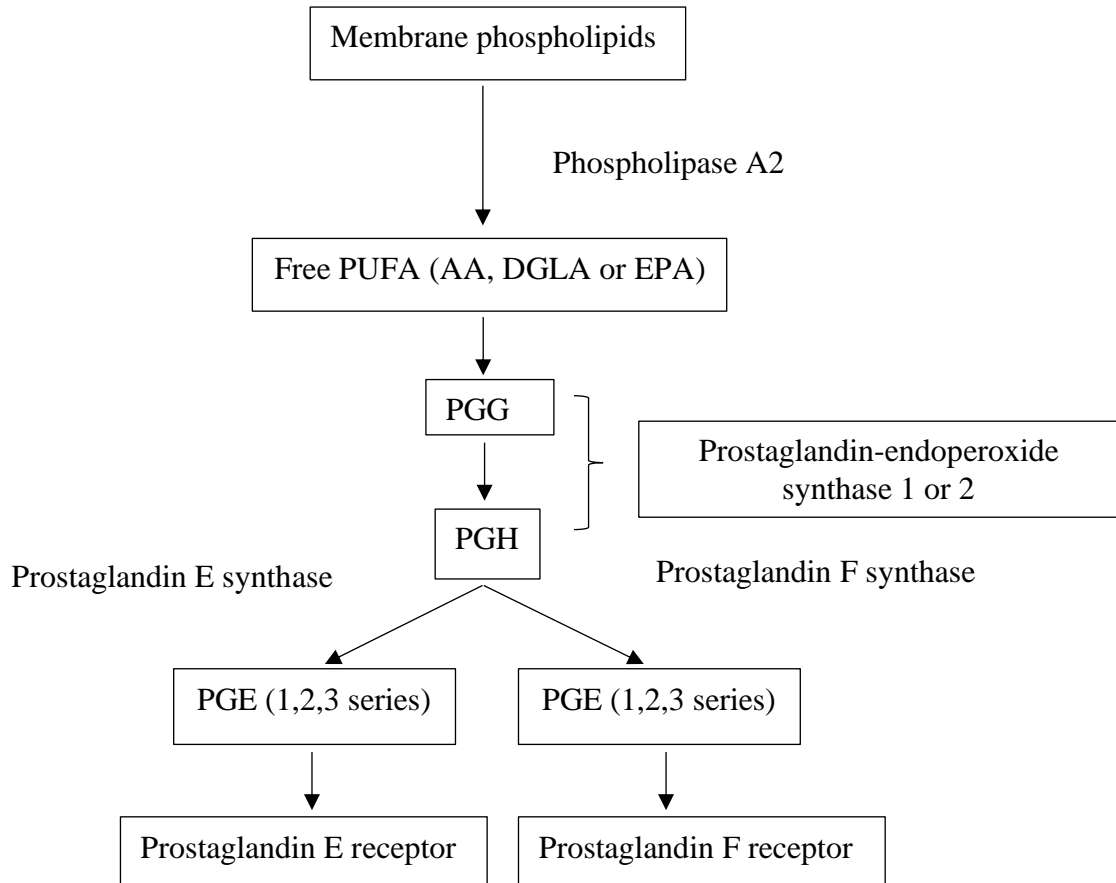 Membrane phospholipids
Phospholipase A2
Free PUFA (AA, DGLA or EPA)
PGG
Prostaglandin-endoperoxide
synthase 1 or 2
PGH
Prostaglandin E synthase
Prostaglandin F synthase
PGE (1,2,3 series)
PGE (1,2,3 series)
Prostaglandin E receptor
Prostaglandin F receptor